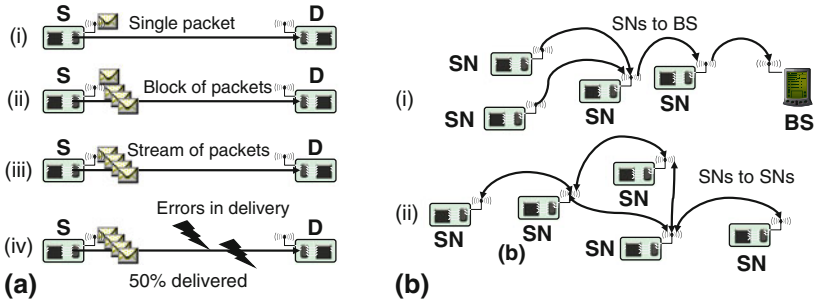 S
Single packet
D
(i)
S
Block of packets
D
(ii)
S
Stream of packets
D
(iii)
S
Errors in delivery
D
(iv)
50% delivered
(a)
SNs to BS
SN
SN
SN
SN
(i)
BS
SN
SNs to SNs
(ii)
SN
SN
(b)
SN
SN
(b)